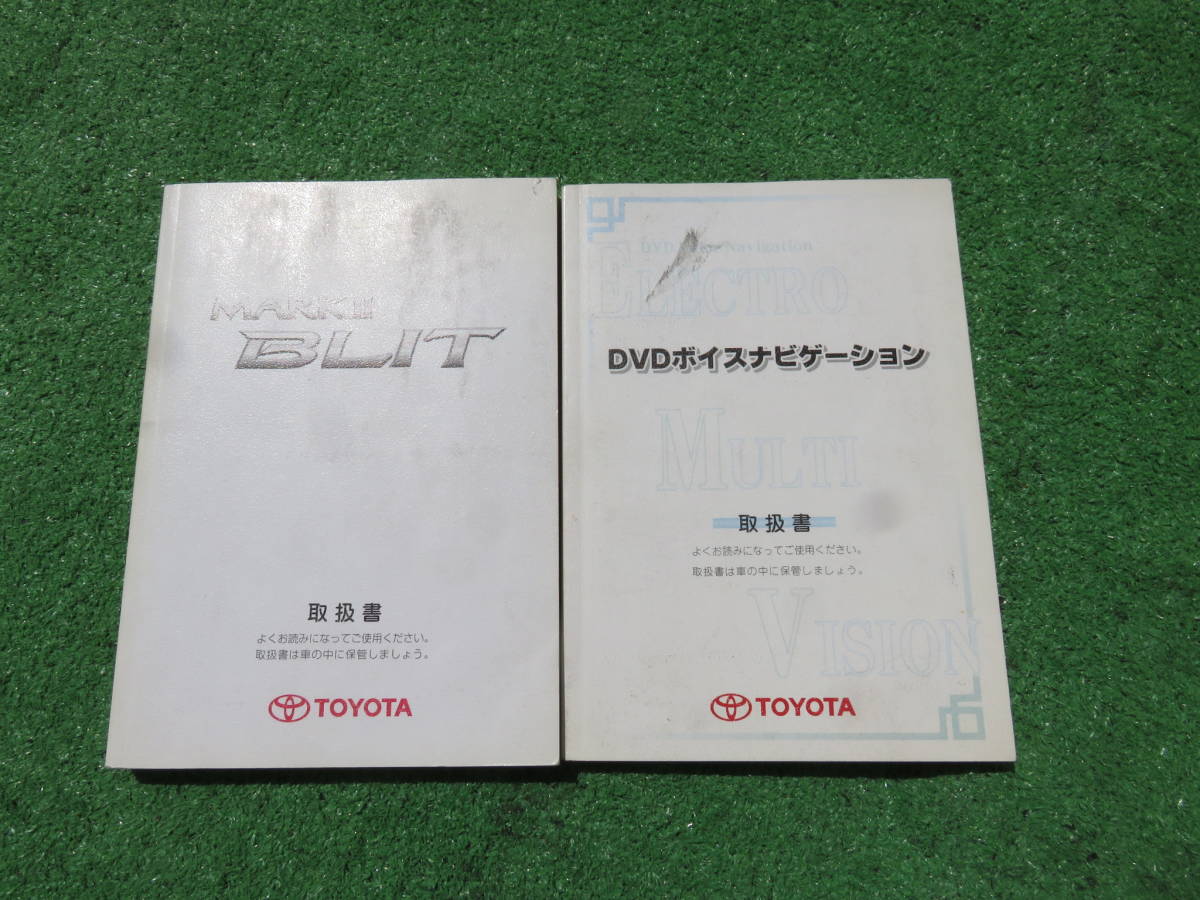 MARK II
BLIT
取扱書
よくお読みになってご使用ください。
取扱書は車の中に保管しましょう。
TOYOTA
DVD Navigation
ELECTRO
DVDボイスナビゲーション
MULTI
取扱書
よくお読みになってご使用ください。
取扱書は車の中に保管しましょう。
VISION
TOYOTA